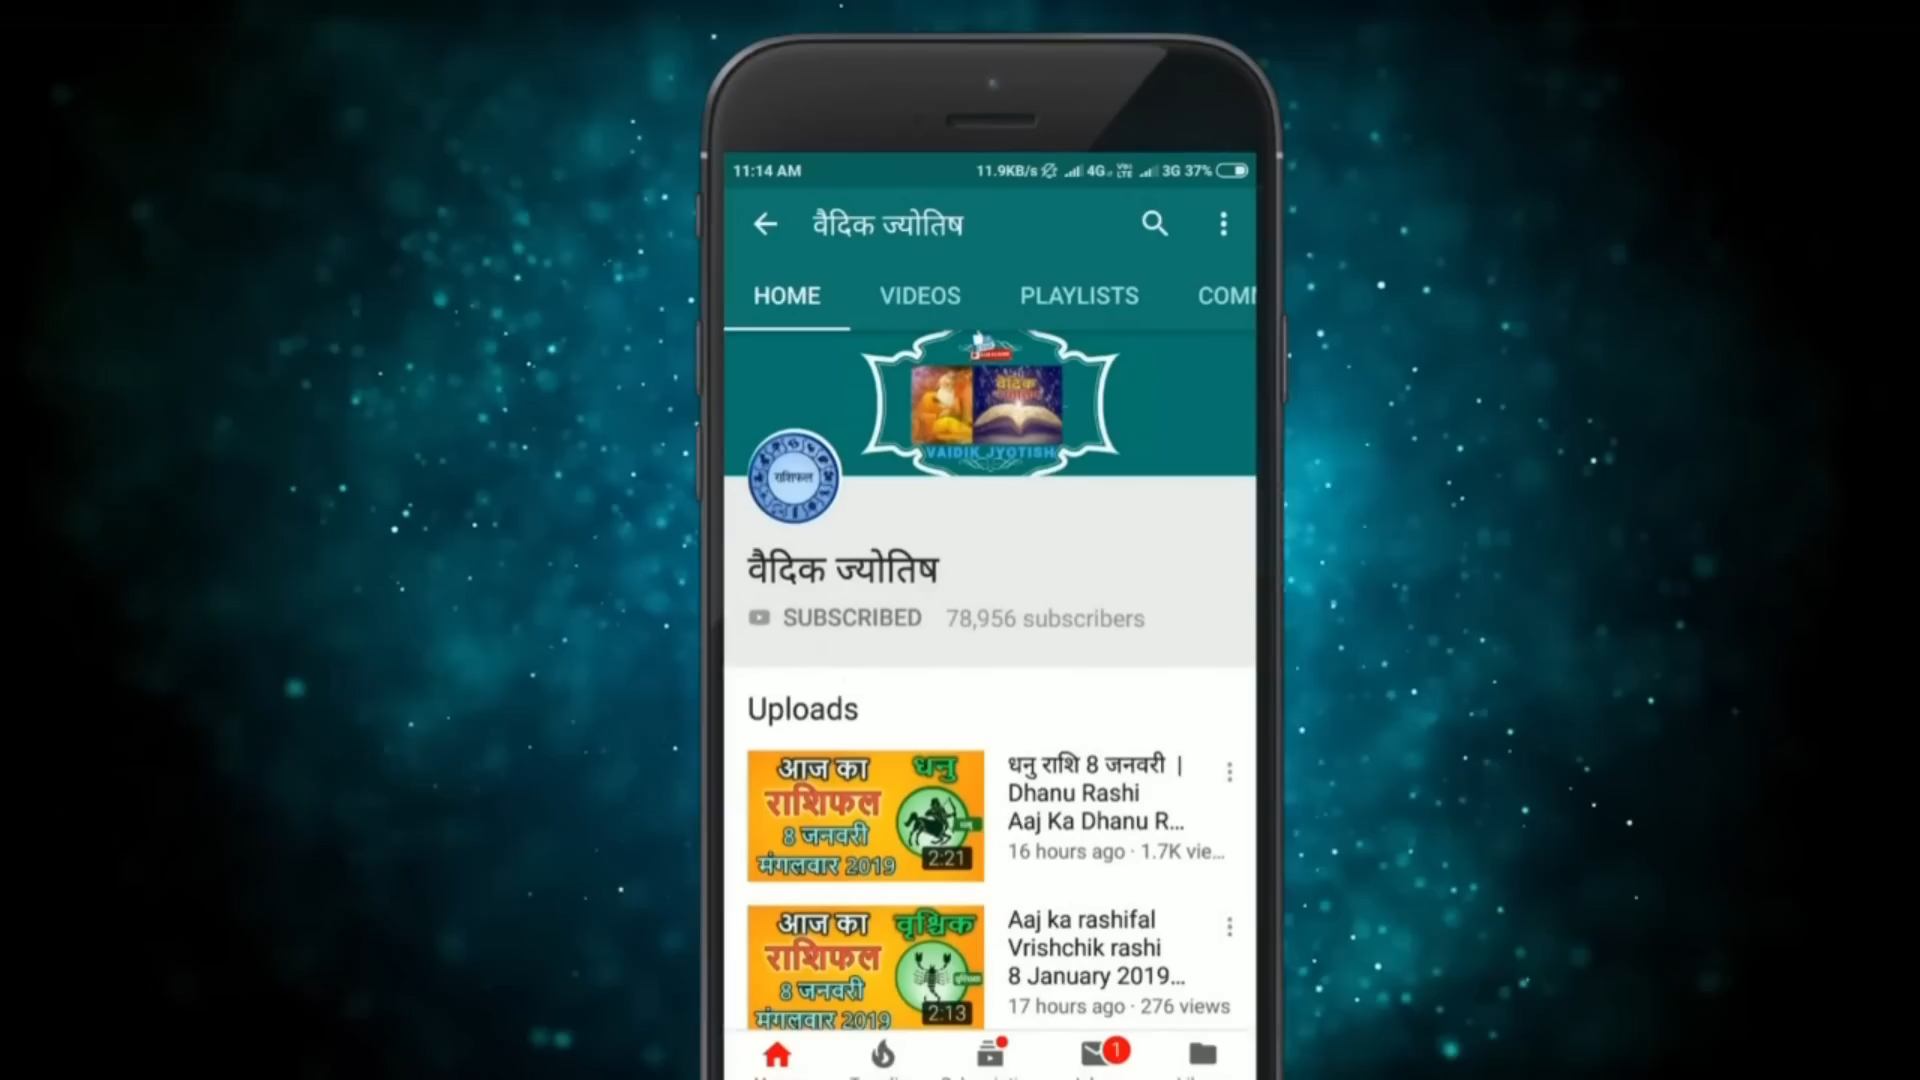 11:14 AM 11.9KB/s 4G 3G 37%
वैदिक ज्योतिष
HOME VIDEOS PLAYLISTS COMM
वैदिक
VAIDIK JYOTISH
राशिफल
वैदिक ज्योतिष
SUBSCRIBED 78,956 subscribers
Uploads
आज का धनु
राशिफल
8 जनवरी
मंगलवार 2019
2:21
धनु राशि 8 जनवरी |
Dhanu Rashi
Aaj Ka Dhanu R...
16 hours ago · 1.7K vie...
आज का वृश्चिक
राशिफल
8 जनवरी
मंगलवार 2019
2:13
Aaj ka rashifal
Vrishchik rashi
8 January 2019...
17 hours ago · 276 views
1